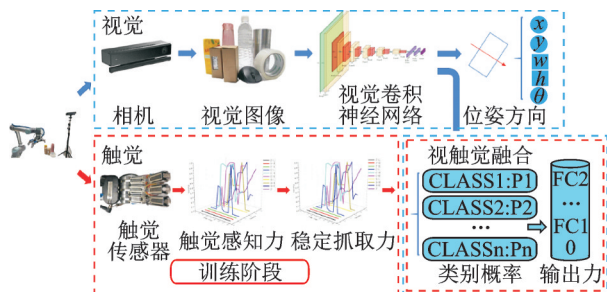 视觉
相机
视觉图像
视觉卷积
神经网络
位姿方向
x
y
w
h
θ
触觉
触觉
传感器
触觉感知力
稳定抓取力
训练阶段
视触觉融合
CLASS1:P1
CLASS2:P2
...
CLASSn:Pn
类别概率
FC2
...
FC1
0
输出力